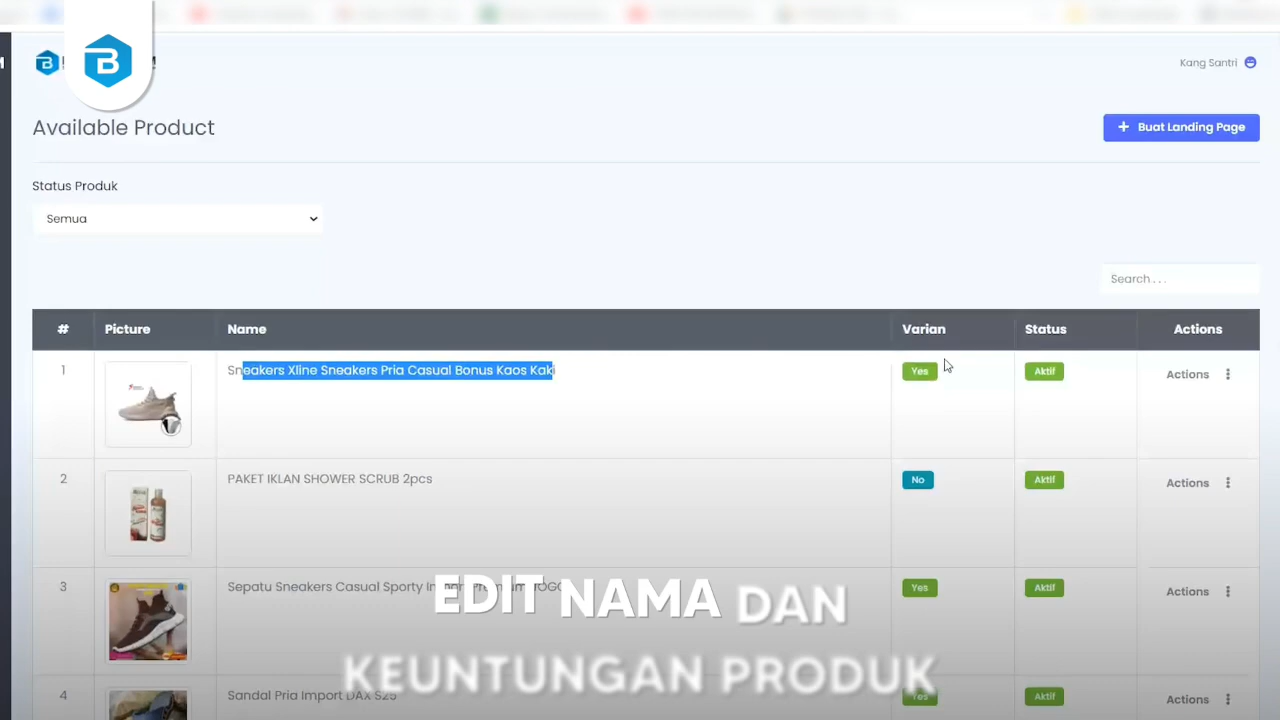 Kang Santri
Available Product
+ Buat Landing Page
Status Produk
Semua
Search . . .
# Picture Name Varian Status Actions
1 Sneakers Xline Sneakers Pria Casual Bonus Kaos Kaki Yes Aktif Actions
2 PAKET IKLAN SHOWER SCRUB 2pcs No Aktif Actions
3 Sepatu Sneakers Casual Sporty Yes Aktif Actions
EDIT NAMA DAN
KEUNTUNGAN PRODUK
4 Sandal Pria Import DAX S25 Yes Aktif Actions